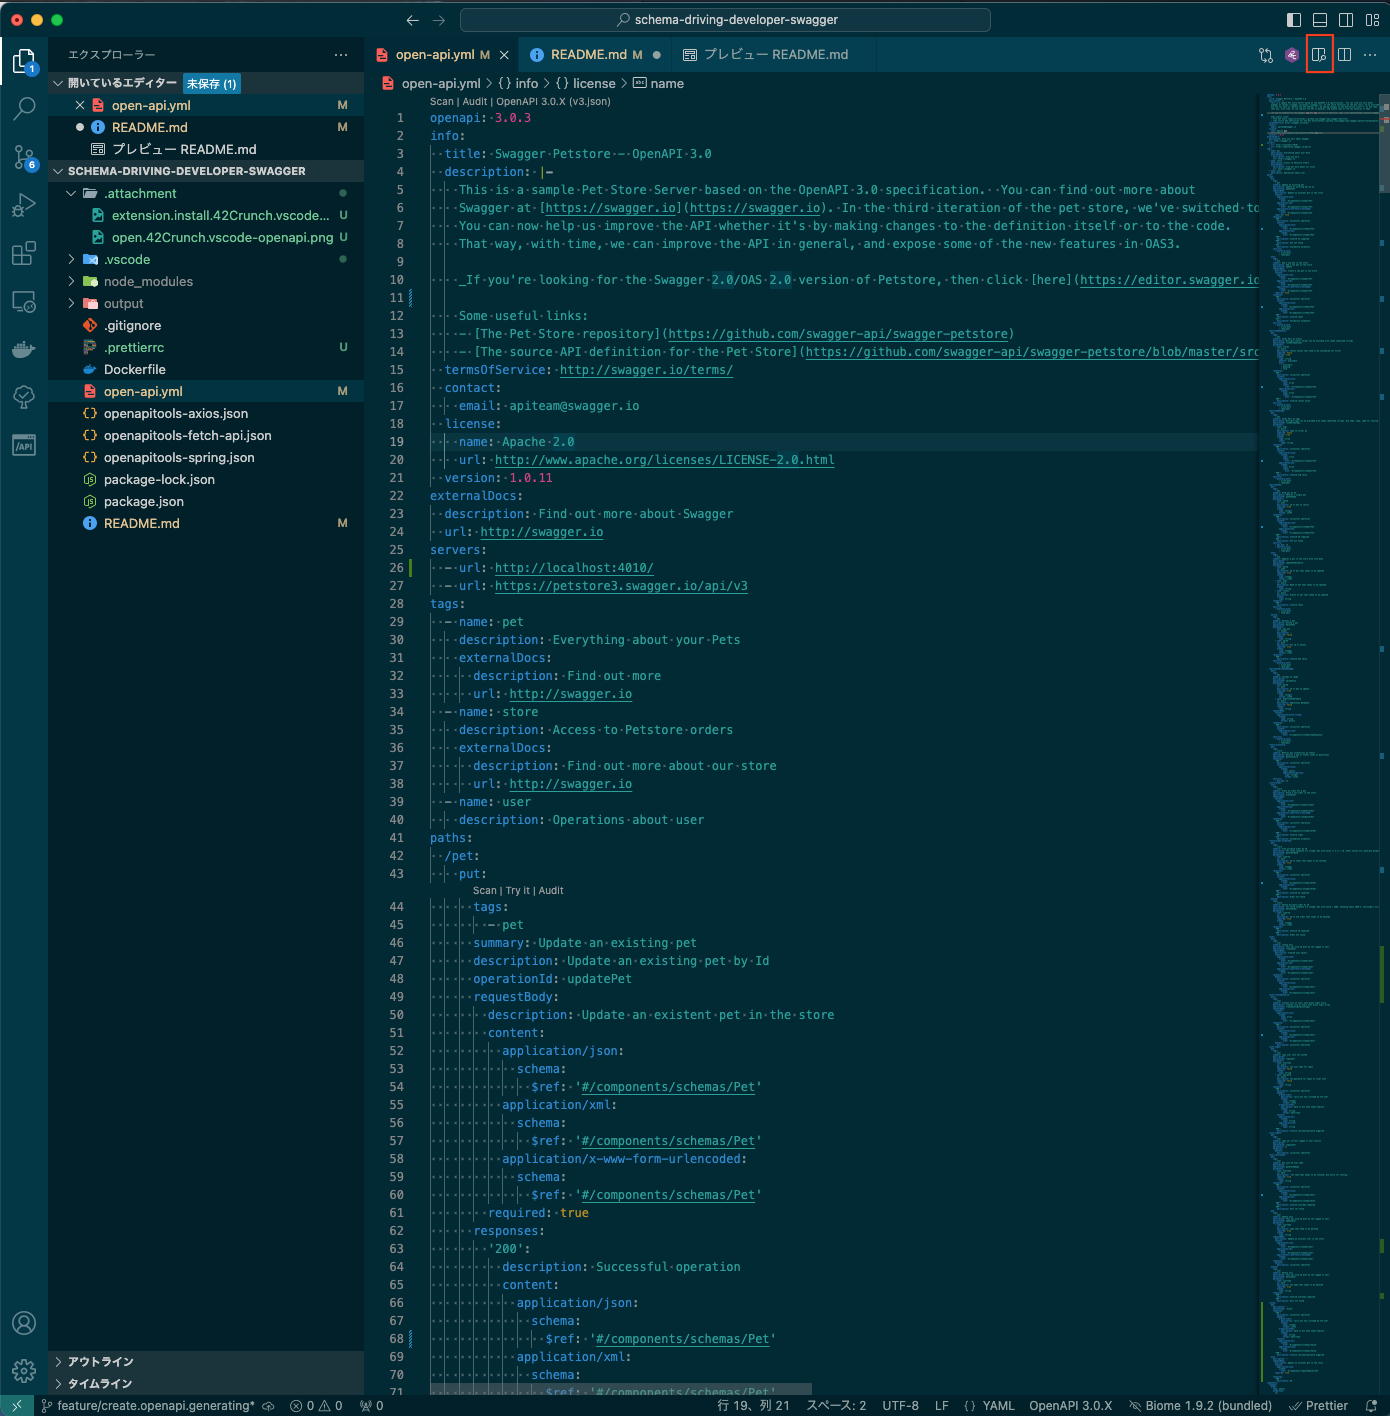 schema-driving-developer-swagger
エクスプローラー
open-api.yml M
README.md M
プレビュー README.md
開いているエディター 未保存 (1)
open-api.yml > {} info > {} license > name
open-api.yml M
README.md M
プレビュー README.md
SCHEMA-DRIVING-DEVELOPER-SWAGGER
.attachment
extension.install.42Crunch.vscode... U
open.42Crunch.vscode-openapi.png U
.vscode
node_modules
output
.gitignore
.prettierrc U
Dockerfile
open-api.yml M
openapitools-axios.json
openapitools-fetch-api.json
openapitools-spring.json
package-lock.json
package.json
README.md M
1
6
/API
Scan | Audit | OpenAPI 3.0.X (v3.json)
1 openapi: 3.0.3
2 info:
3 title: Swagger Petstore - OpenAPI 3.0
4 description: |-
5 This is a sample Pet Store Server based on the OpenAPI 3.0 specification.  You can find out more about
6 Swagger at [https://swagger.io](https://swagger.io). In the third iteration of the pet store, we've switched to
7 You can now help us improve the API whether it's by making changes to the definition itself or to the code.
8 That way, with time, we can improve the API in general, and expose some of the new features in OAS3.
9
10 _If you're looking for the Swagger 2.0/OAS 2.0 version of Petstore, then click [here](https://editor.swagger.io
11
12 Some useful links:
13 - [The Pet Store repository](https://github.com/swagger-api/swagger-petstore)
14 - [The source API definition for the Pet Store](https://github.com/swagger-api/swagger-petstore/blob/master/src
15 termsOfService: http://swagger.io/terms/
16 contact:
17 email: apiteam@swagger.io
18 license:
19 name: Apache 2.0
20 url: http://www.apache.org/licenses/LICENSE-2.0.html
21 version: 1.0.11
22 externalDocs:
23 description: Find out more about Swagger
24 url: http://swagger.io
25 servers:
26 - url: http://localhost:4010/
27 - url: https://petstore3.swagger.io/api/v3
28 tags:
29 - name: pet
30 description: Everything about your Pets
31 externalDocs:
32 description: Find out more
33 url: http://swagger.io
34 - name: store
35 description: Access to Petstore orders
36 externalDocs:
37 description: Find out more about our store
38 url: http://swagger.io
39 - name: user
40 description: Operations about user
41 paths:
42 /pet:
43 put:
Scan | Try it | Audit
44 tags:
45 - pet
46 summary: Update an existing pet
47 description: Update an existing pet by Id
48 operationId: updatePet
49 requestBody:
50 description: Update an existent pet in the store
51 content:
52 application/json:
53 schema:
54 $ref: '#/components/schemas/Pet'
55 application/xml:
56 schema:
57 $ref: '#/components/schemas/Pet'
58 application/x-www-form-urlencoded:
59 schema:
60 $ref: '#/components/schemas/Pet'
61 required: true
62 responses:
63 '200':
64 description: Successful operation
65 content:
66 application/json:
67 schema:
68 $ref: '#/components/schemas/Pet'
69 application/xml:
70 schema:
71 $ref: '#/components/schemas/Pet'
アウトライン
タイムライン
feature/create.openapi.generating* 0 0 0 行 19、列 21 スペース: 2 UTF-8 LF {} YAML OpenAPI 3.0.X Biome 1.9.2 (bundled) Prettier